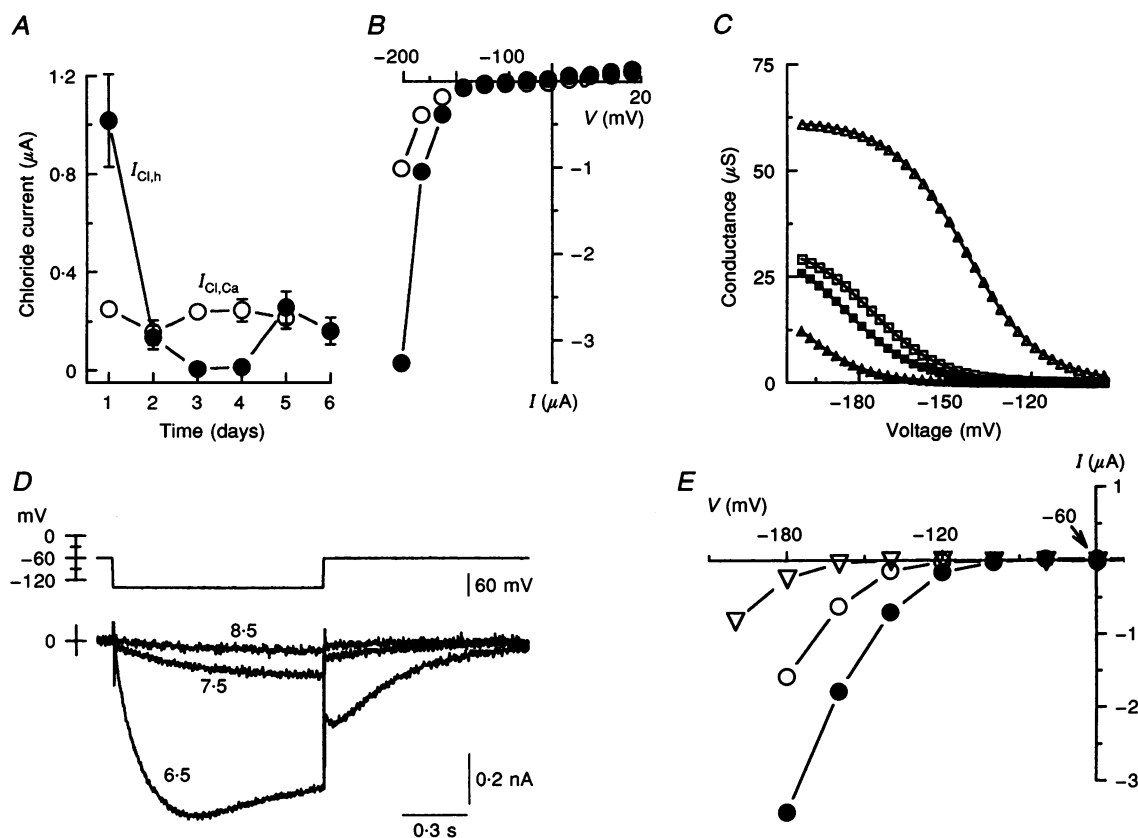 A
Chloride current (μA)
1·2
0·8
0·4
0
I Cl,h
I Cl,Ca
1 2 3 4 5 6
Time (days)
B
−200 −100 20
V (mV)
−1
−2
−3
I (μA)
C
Conductance (μS)
75
50
25
0
−180 −150 −120
Voltage (mV)
D
mV
0
−60
−120
60 mV
0
8·5
7·5
6·5
0·2 nA
0·3 s
E
V (mV)
I (μA)
−180 −120 −60
1
−1
−2
−3